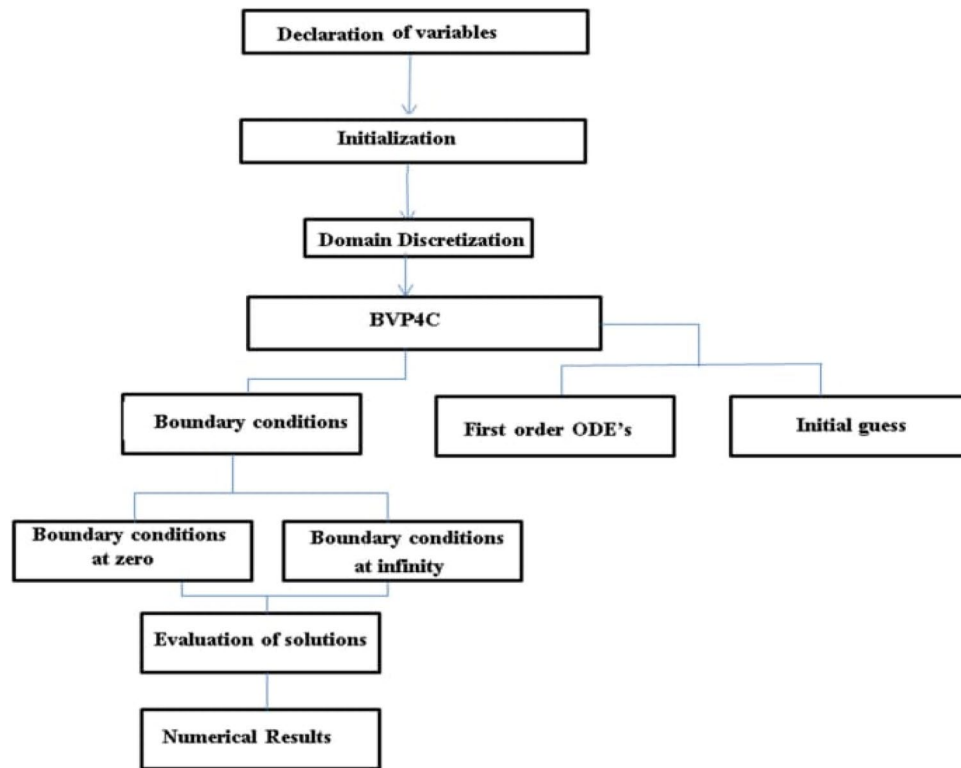 Declaration of variables
Initialization
Domain Discretization
BVP4C
Boundary conditions
First order ODE's
Initial guess
Boundary conditions
at zero
Boundary conditions
at infinity
Evaluation of solutions
Numerical Results